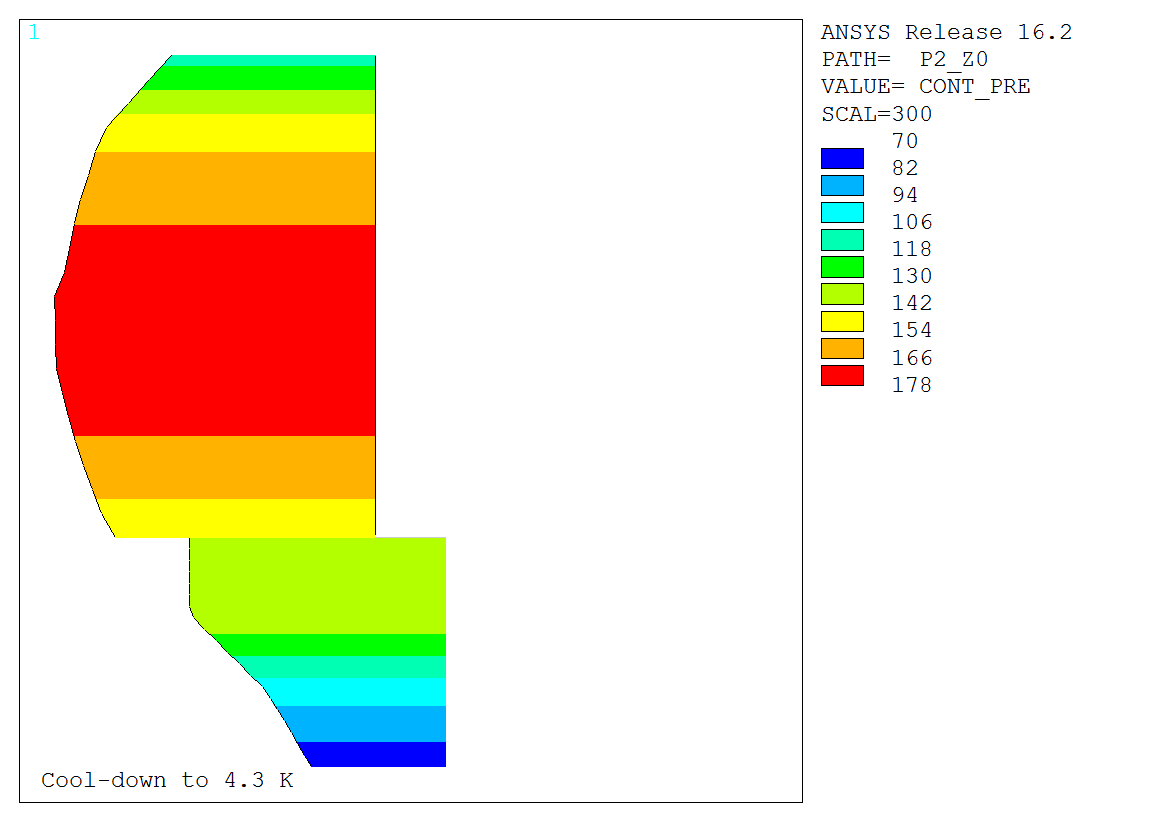 1
ANSYS Release 16.2
PATH=  P2_Z0
VALUE= CONT_PRE
SCAL=300
70
82
94
106
118
130
142
154
166
178
Cool-down to 4.3 K